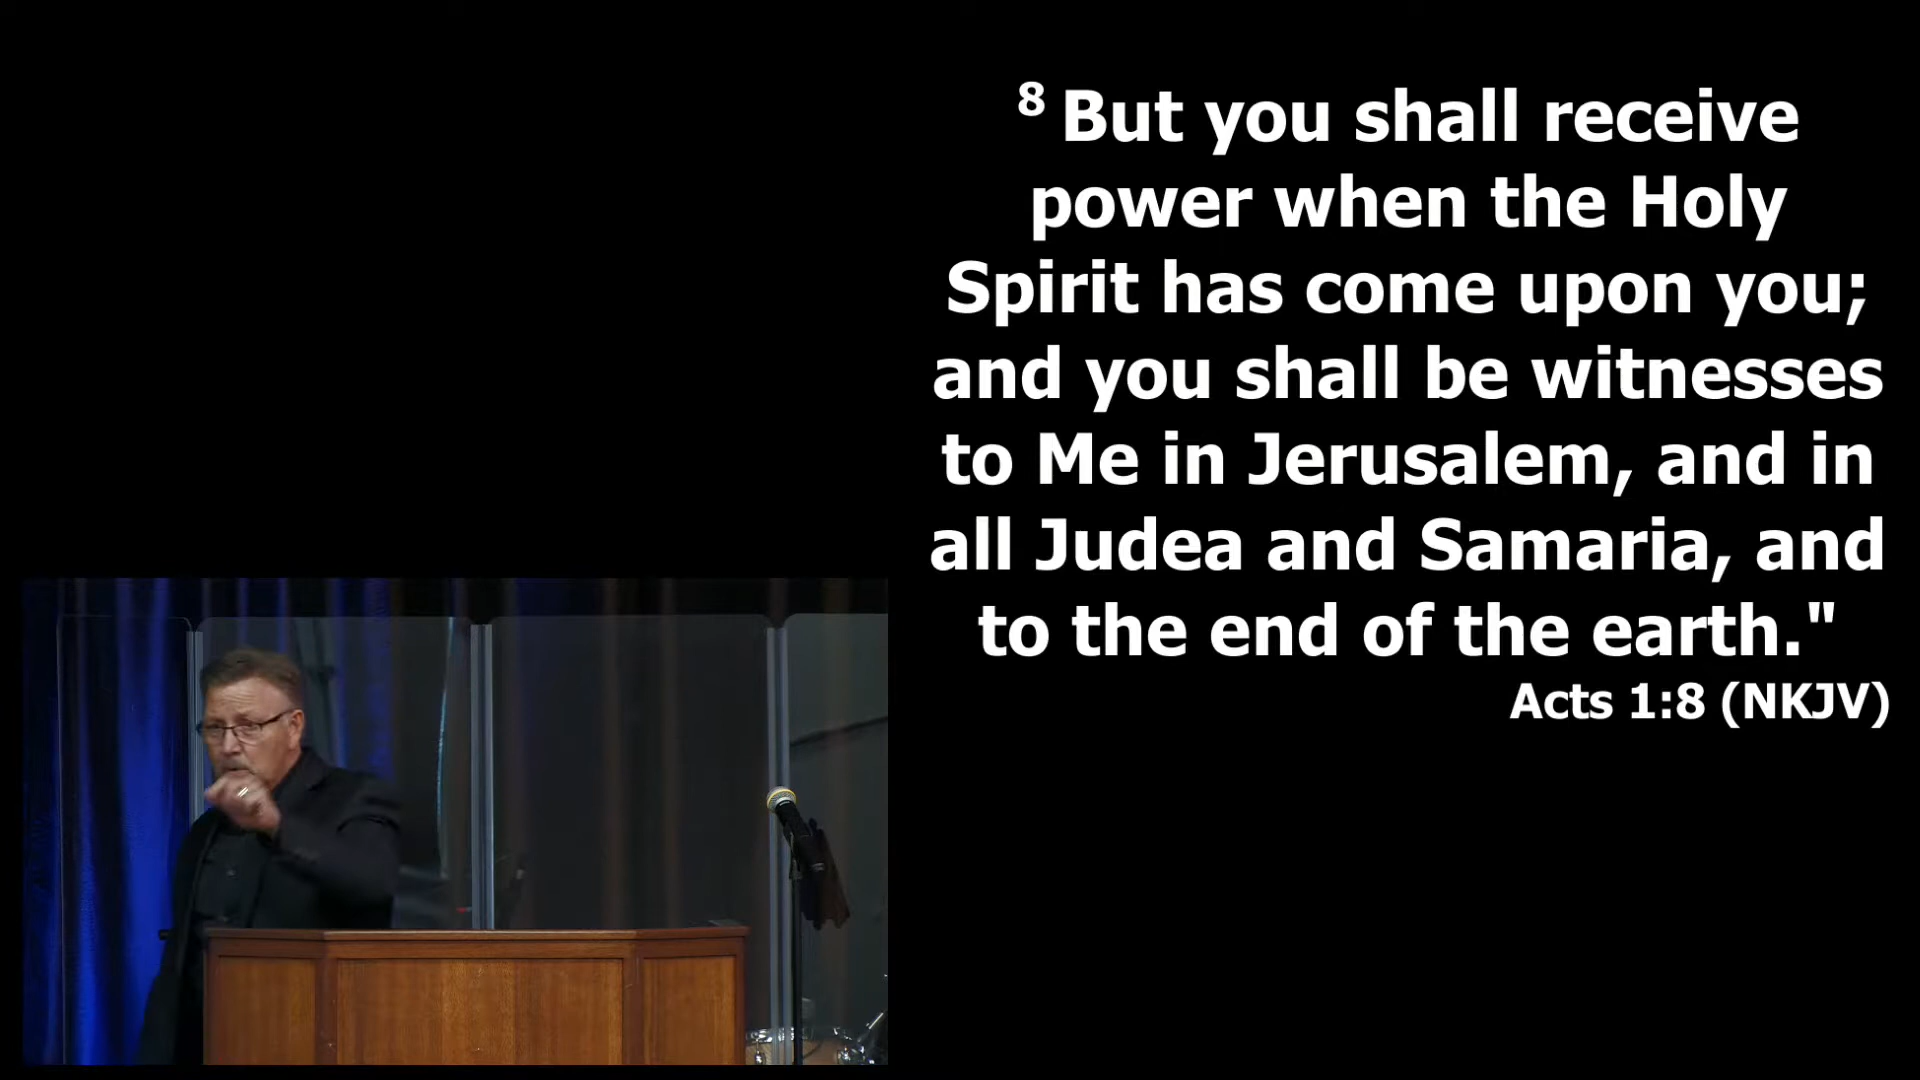 8 But you shall receive
power when the Holy
Spirit has come upon you;
and you shall be witnesses
to Me in Jerusalem, and in
all Judea and Samaria, and
to the end of the earth."
Acts 1:8 (NKJV)